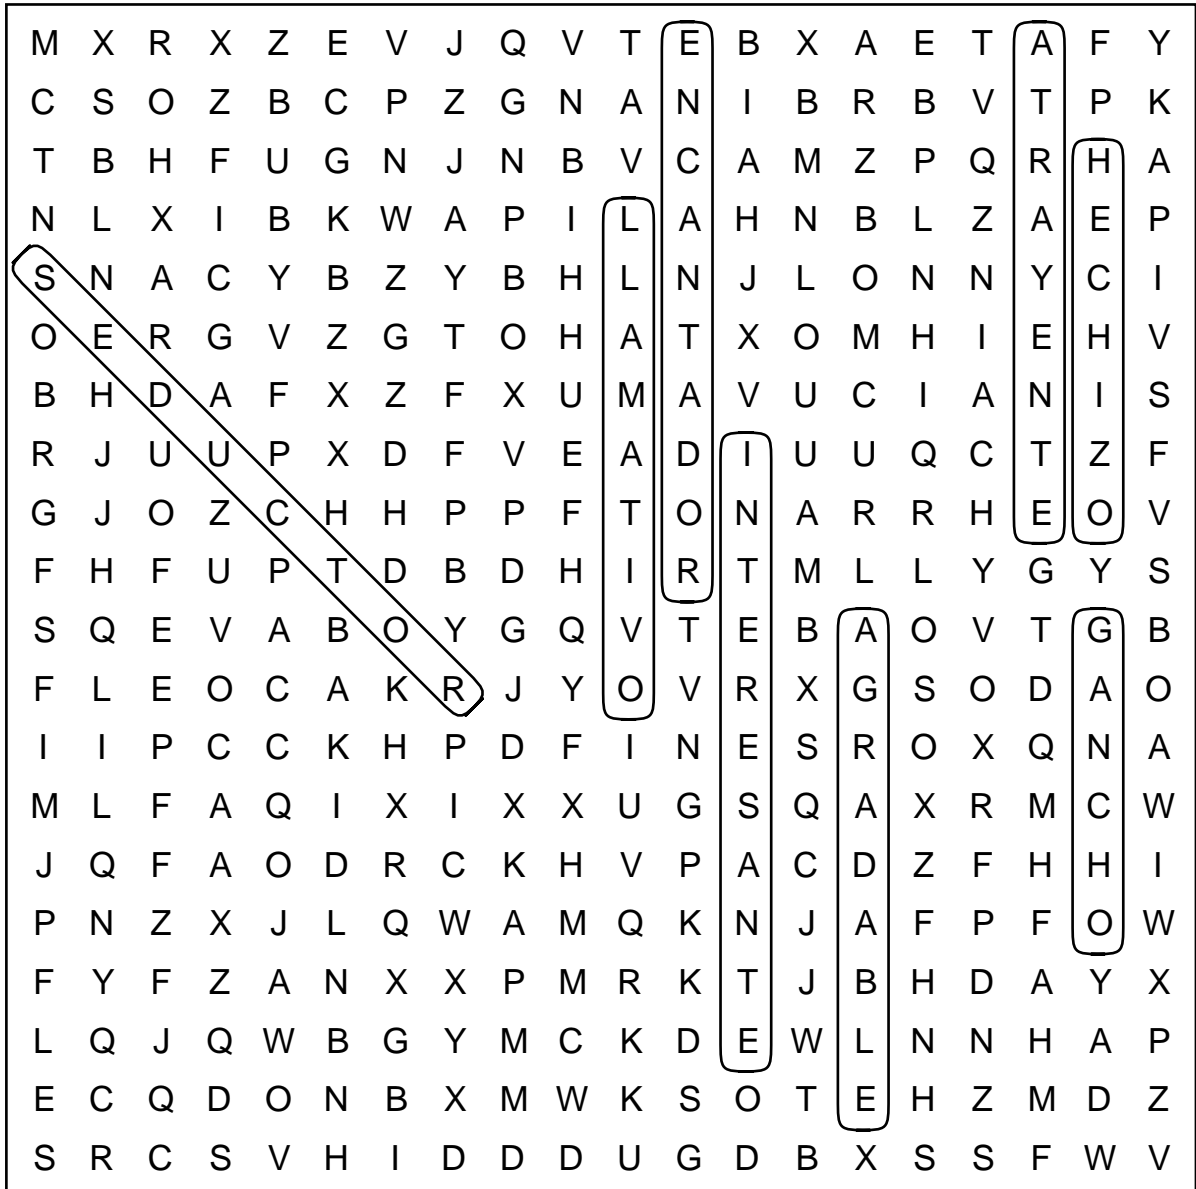 M X R X Z E V J Q V T E B X A E T A F Y
C S O Z B C P Z G N A N I B R B V T P K
T B H F U G N J N B V C A M Z P Q R H A
N L X I B K W A P I L A H N B L Z A E P
S N A C Y B Z Y B H L N J L O N N Y C I
O E R G V Z G T O H A T X O M H I E H V
B H D A F X Z F X U M A V U C I A N I S
R J U U P X D F V E A D I U U Q C T Z F
G J O Z C H H P P F T O N A R R H E O V
F H F U P T D B D H I R T M L L Y G Y S
S Q E V A B O Y G Q V T E B A O V T G B
F L E O C A K R J Y O V R X G S O D A O
I I P C C K H P D F I N E S R O X Q N A
M L F A Q I X I X X U G S Q A X R M C W
J Q F A O D R C K H V P A C D Z F H H I
P N Z X J L Q W A M Q K N J A F P F O W
F Y F Z A N X X P M R K T J B H D A Y X
L Q J Q W B G Y M C K D E W L N N H A P
E C Q D O N B X M W K S O T E H Z M D Z
S R C S V H I D D D U G D B X S S F W V